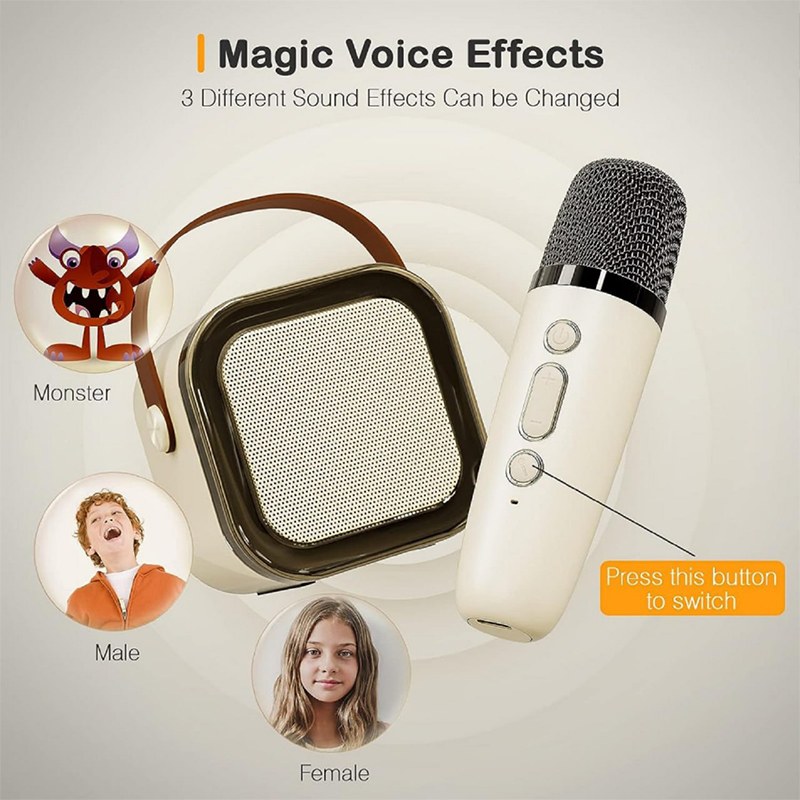 Magic Voice Effects
3 Different Sound Effects Can be Changed
Monster
Press this button
to switch
Male
Female